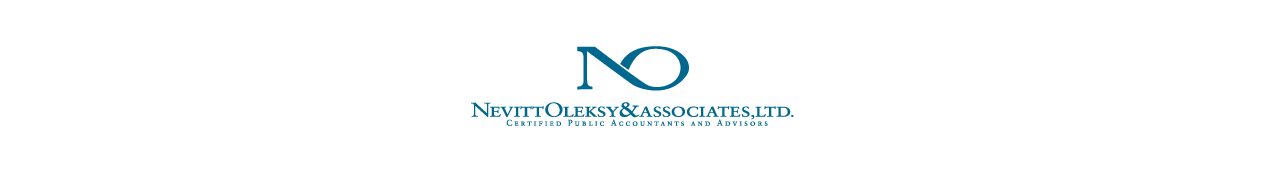 NO
NEVITTOLEKSY&ASSOCIATES,LTD.
CERTIFIED PUBLIC ACCOUNTANTS AND ADVISORS